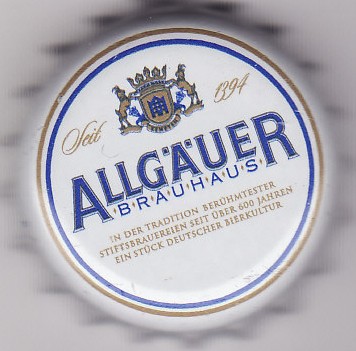 Seit 1394
ALLGÄUER
BRAUHAUS
IN DER TRADITION BERÜHMTESTER
STIFTSBRAUEREIEN SEIT ÜBER 600 JAHREN
EIN STÜCK DEUTSCHER BIERKULTUR